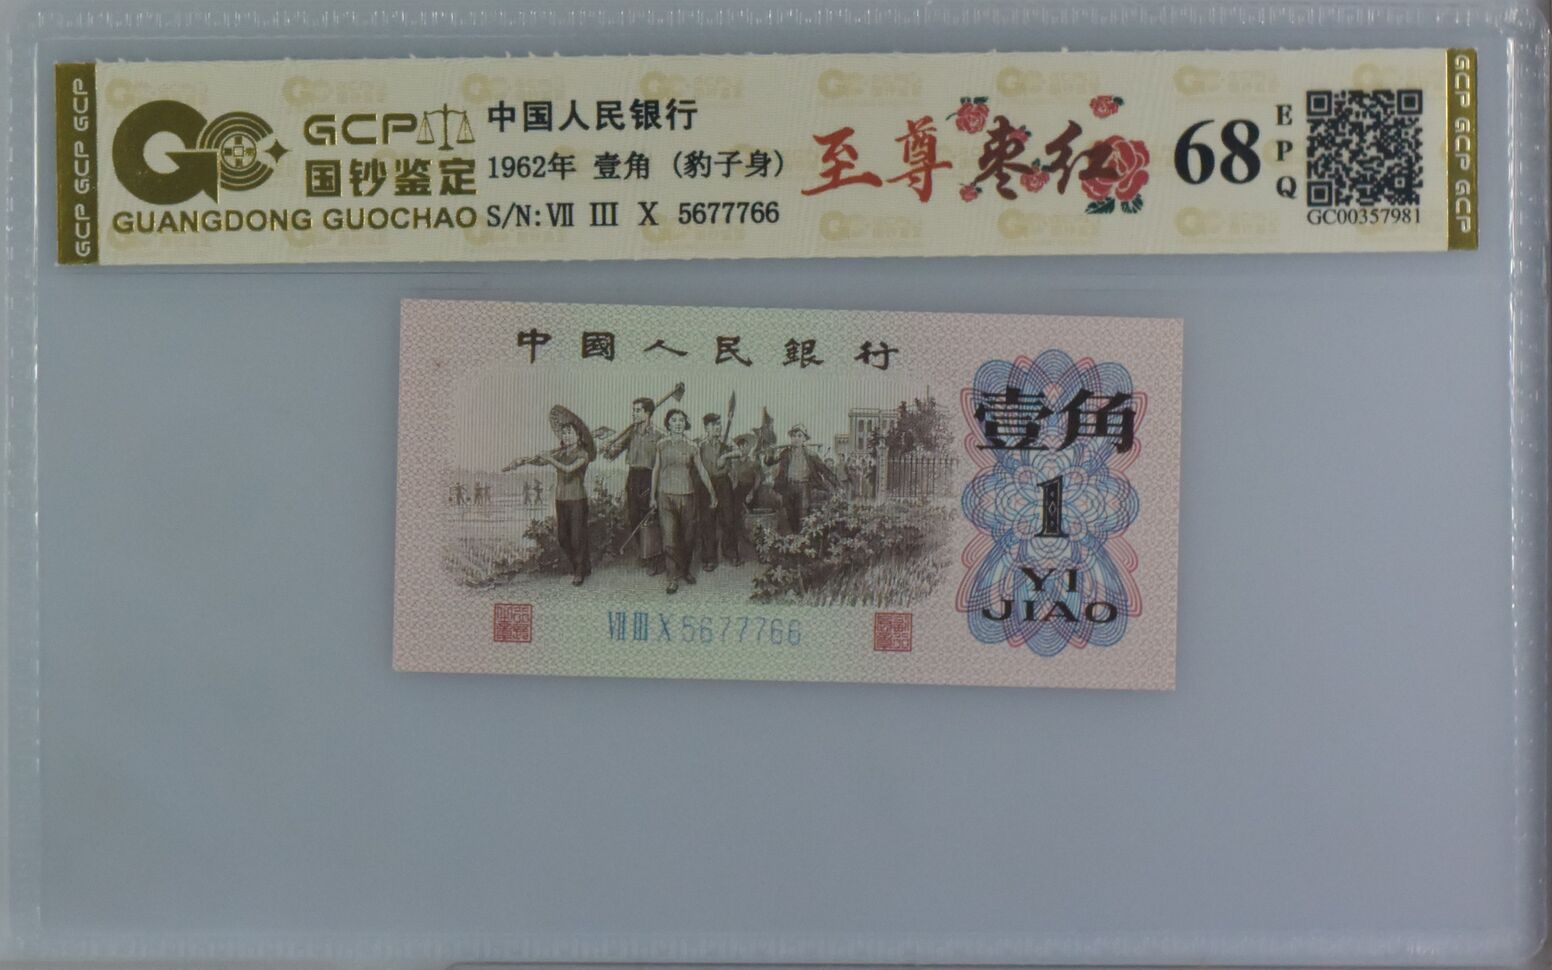 GCP GCP GCP
GCP
国钞鉴定
GUANGDONG GUOCHAO
中国人民银行
1962年 壹角 (豹子身)
S/N: Ⅶ Ⅲ Ⅹ 5677766
至尊枣红
68
EPQ
GC00357981
GCP GCP GCP
中國人民銀行
壹角
1
YI
JIAO
Ⅶ Ⅲ Ⅹ 5677766